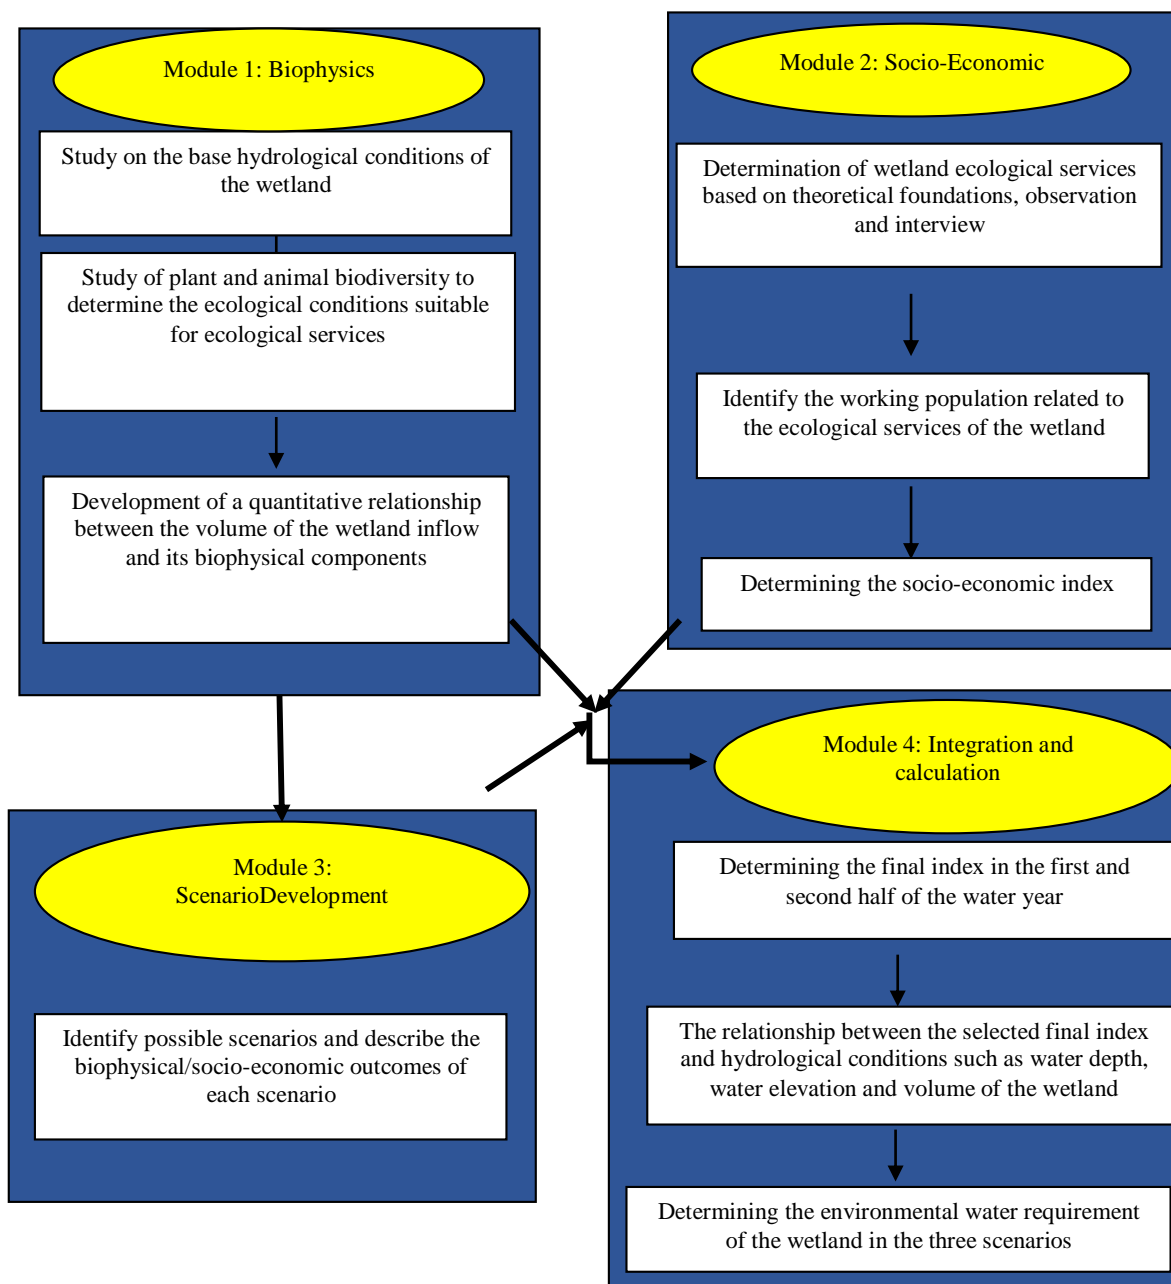 Module 1: Biophysics
Study on the base hydrological conditions of
the wetland
Study of plant and animal biodiversity to
determine the ecological conditions suitable
for ecological services
Development of a quantitative relationship
between the volume of the wetland inflow
and its biophysical components
Module 2: Socio-Economic
Determination of wetland ecological services
based on theoretical foundations, observation
and interview
Identify the working population related to
the ecological services of the wetland
Determining the socio-economic index
Module 3:
ScenarioDevelopment
Identify possible scenarios and describe the
biophysical/socio-economic outcomes of
each scenario
Module 4: Integration and
calculation
Determining the final index in the first and
second half of the water year
The relationship between the selected final index
and hydrological conditions such as water depth,
water elevation and volume of the wetland
Determining the environmental water requirement
of the wetland in the three scenarios